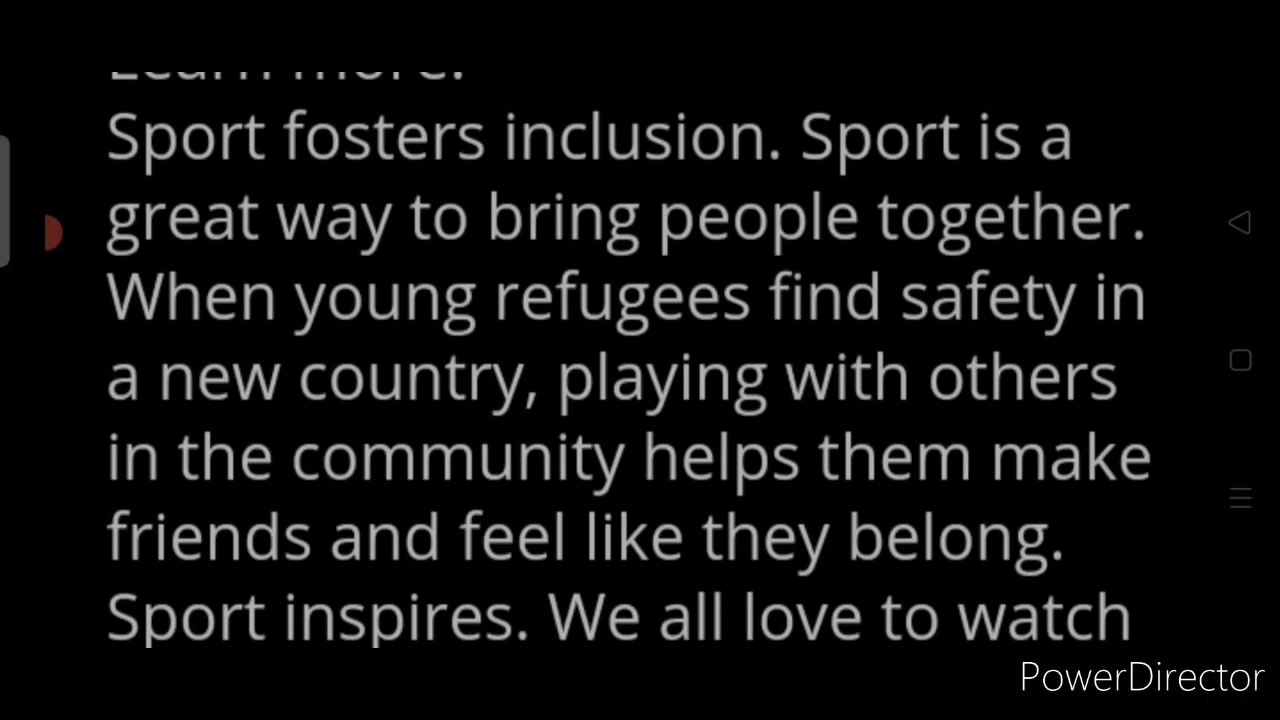 Learn more.
Sport fosters inclusion. Sport is a
great way to bring people together.
When young refugees find safety in
a new country, playing with others
in the community helps them make
friends and feel like they belong.
Sport inspires. We all love to watch
PowerDirector